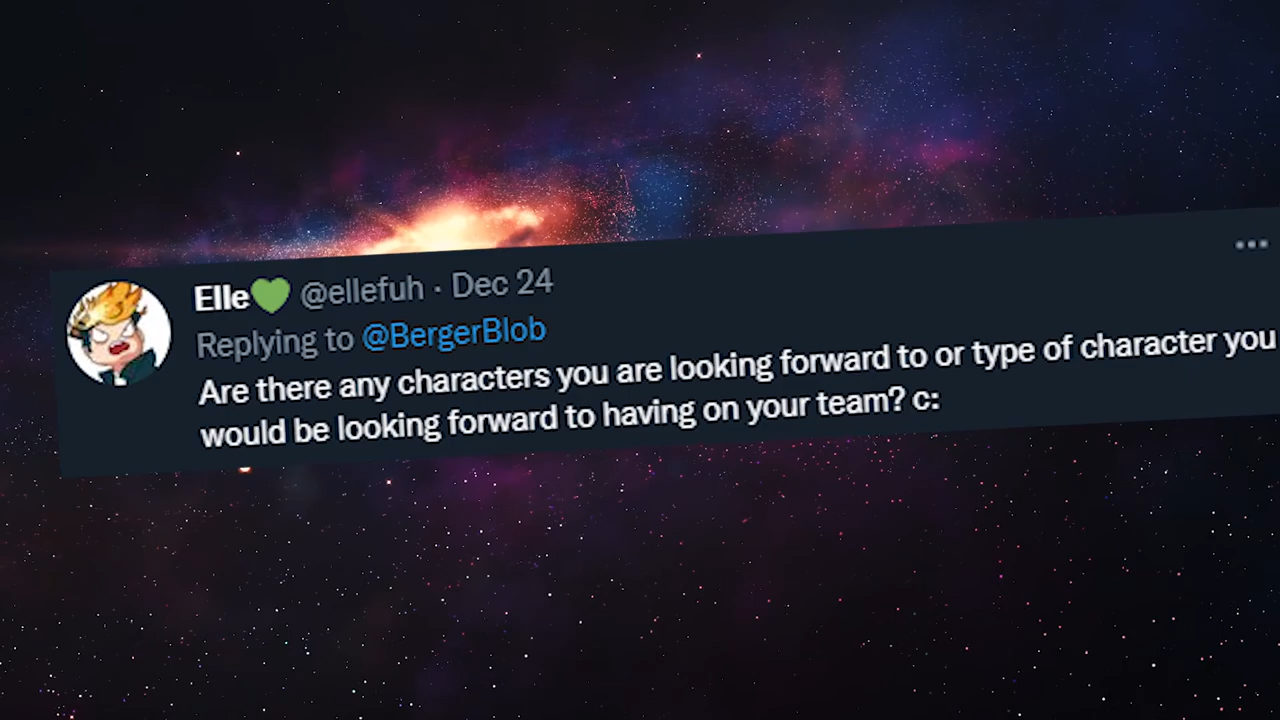 Elle💚 @ellefuh · Dec 24
Replying to @BergerBlob
Are there any characters you are looking forward to or type of character you
would be looking forward to having on your team? c: